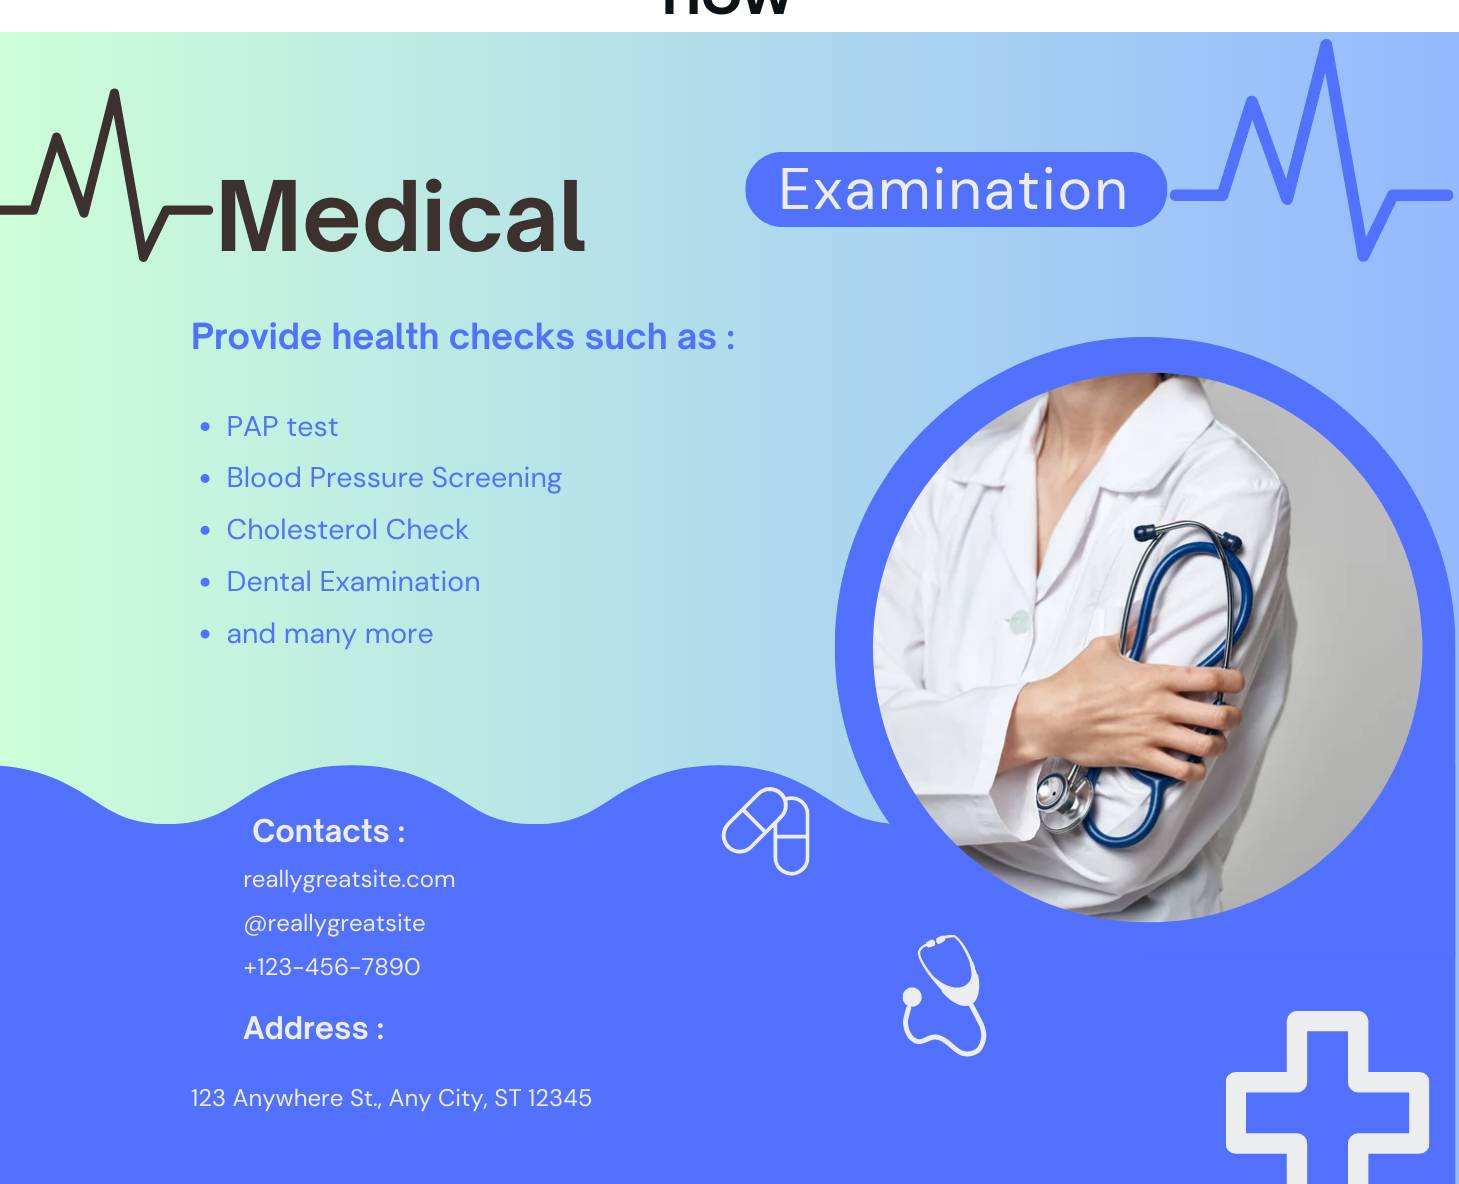 now
Medical
Examination
Provide health checks such as :
• PAP test
• Blood Pressure Screening
• Cholesterol Check
• Dental Examination
• and many more
Contacts :
reallygreatsite.com
@reallygreatsite
+123-456-7890
Address :
123 Anywhere St., Any City, ST 12345